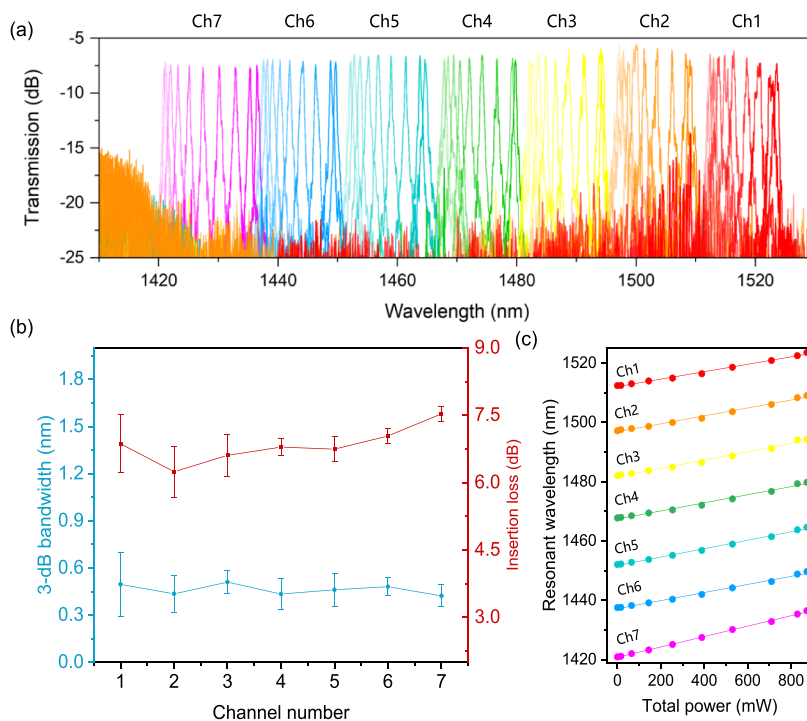 (a)
Ch7 Ch6 Ch5 Ch4 Ch3 Ch2 Ch1
-5
-10
-15
-20
-25
Transmission (dB)
1420 1440 1460 1480 1500 1520
Wavelength (nm)
(b)
3-dB bandwidth (nm)
1.8
1.5
1.2
0.9
0.6
0.3
0.0
9.0
7.5
6.0
4.5
3.0
Insertion loss (dB)
1 2 3 4 5 6 7
Channel number
(c)
Resonant wavelength (nm)
1520
1500
1480
1460
1440
1420
Ch1
Ch2
Ch3
Ch4
Ch5
Ch6
Ch7
0 200 400 600 800
Total power (mW)